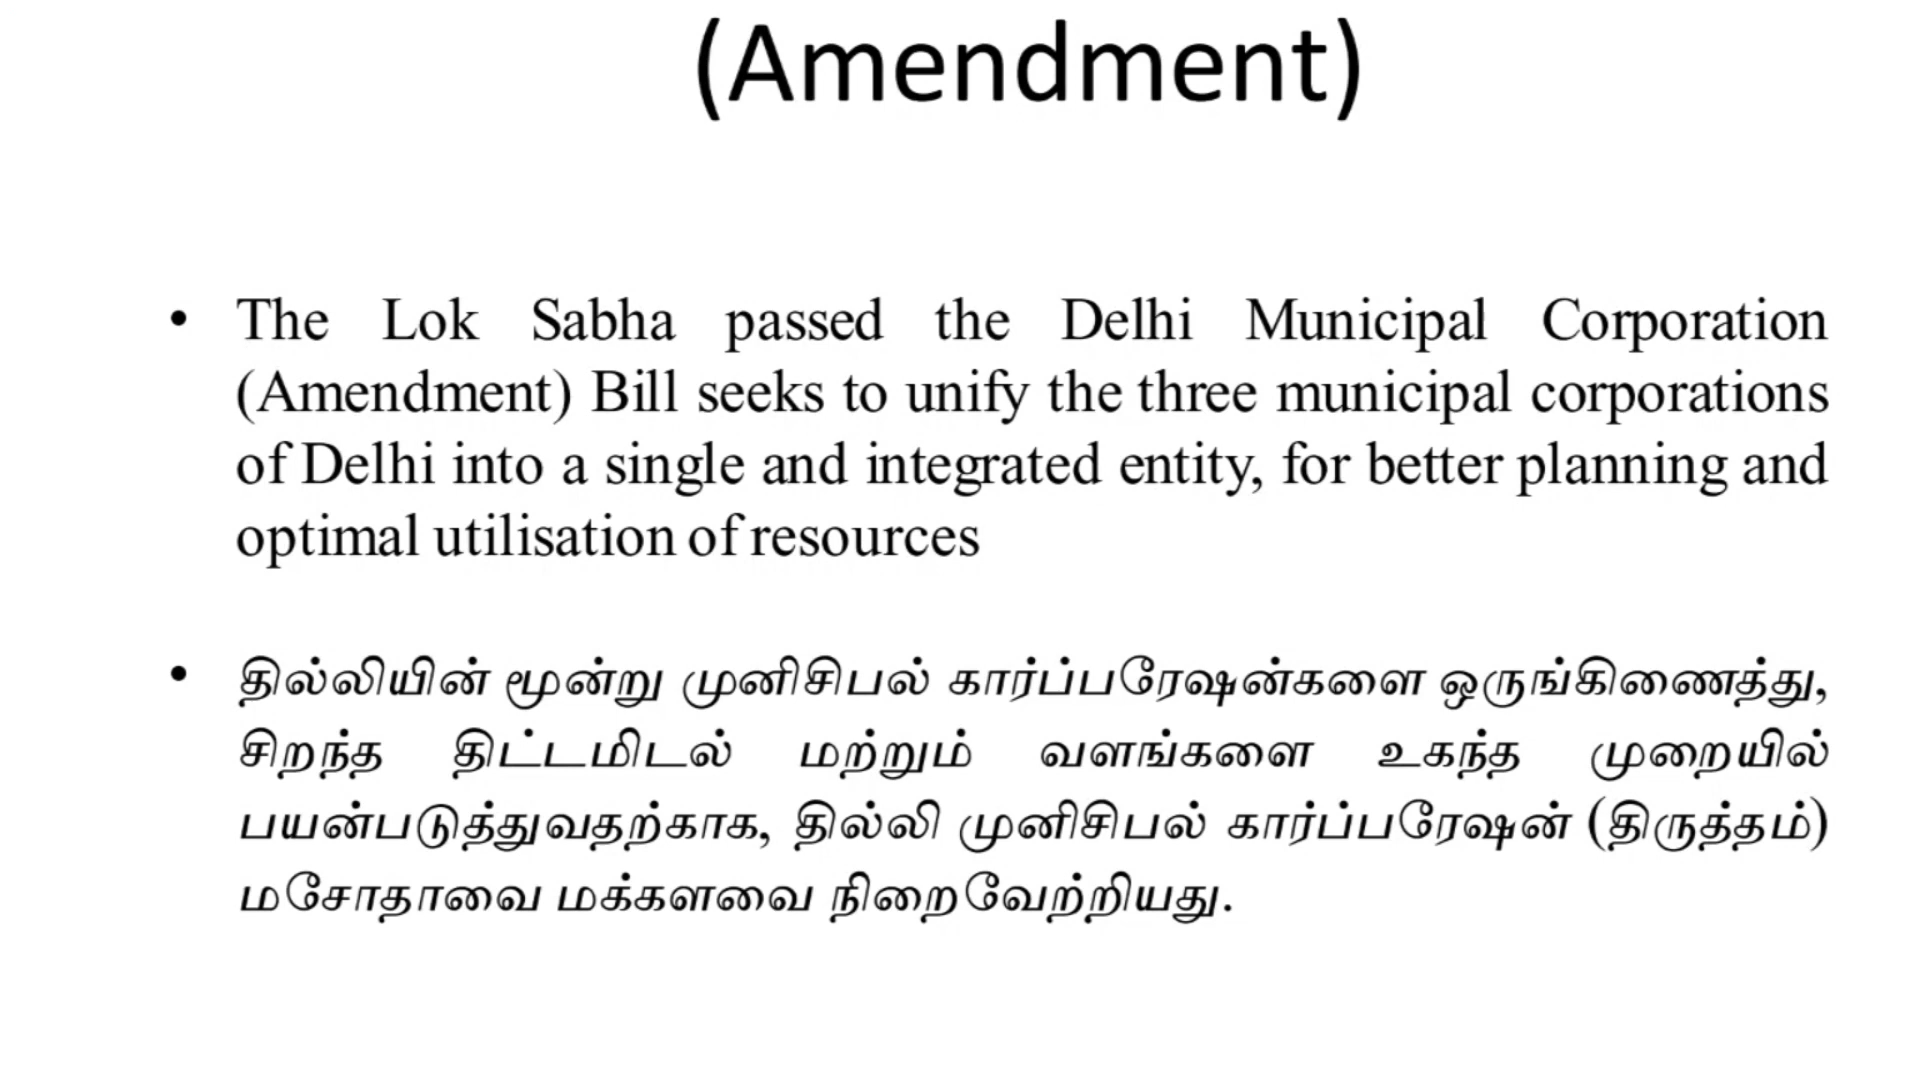 (Amendment)
• The Lok Sabha passed the Delhi Municipal Corporation
(Amendment) Bill seeks to unify the three municipal corporations
of Delhi into a single and integrated entity, for better planning and
optimal utilisation of resources
• தில்லியின் மூன்று முனிசிபல் கார்ப்பரேஷன்களை ஒருங்கிணைத்து,
சிறந்த திட்டமிடல் மற்றும் வளங்களை உகந்த முறையில்
பயன்படுத்துவதற்காக, தில்லி முனிசிபல் கார்ப்பரேஷன் (திருத்தம்)
மசோதாவை மக்களவை நிறைவேற்றியது.